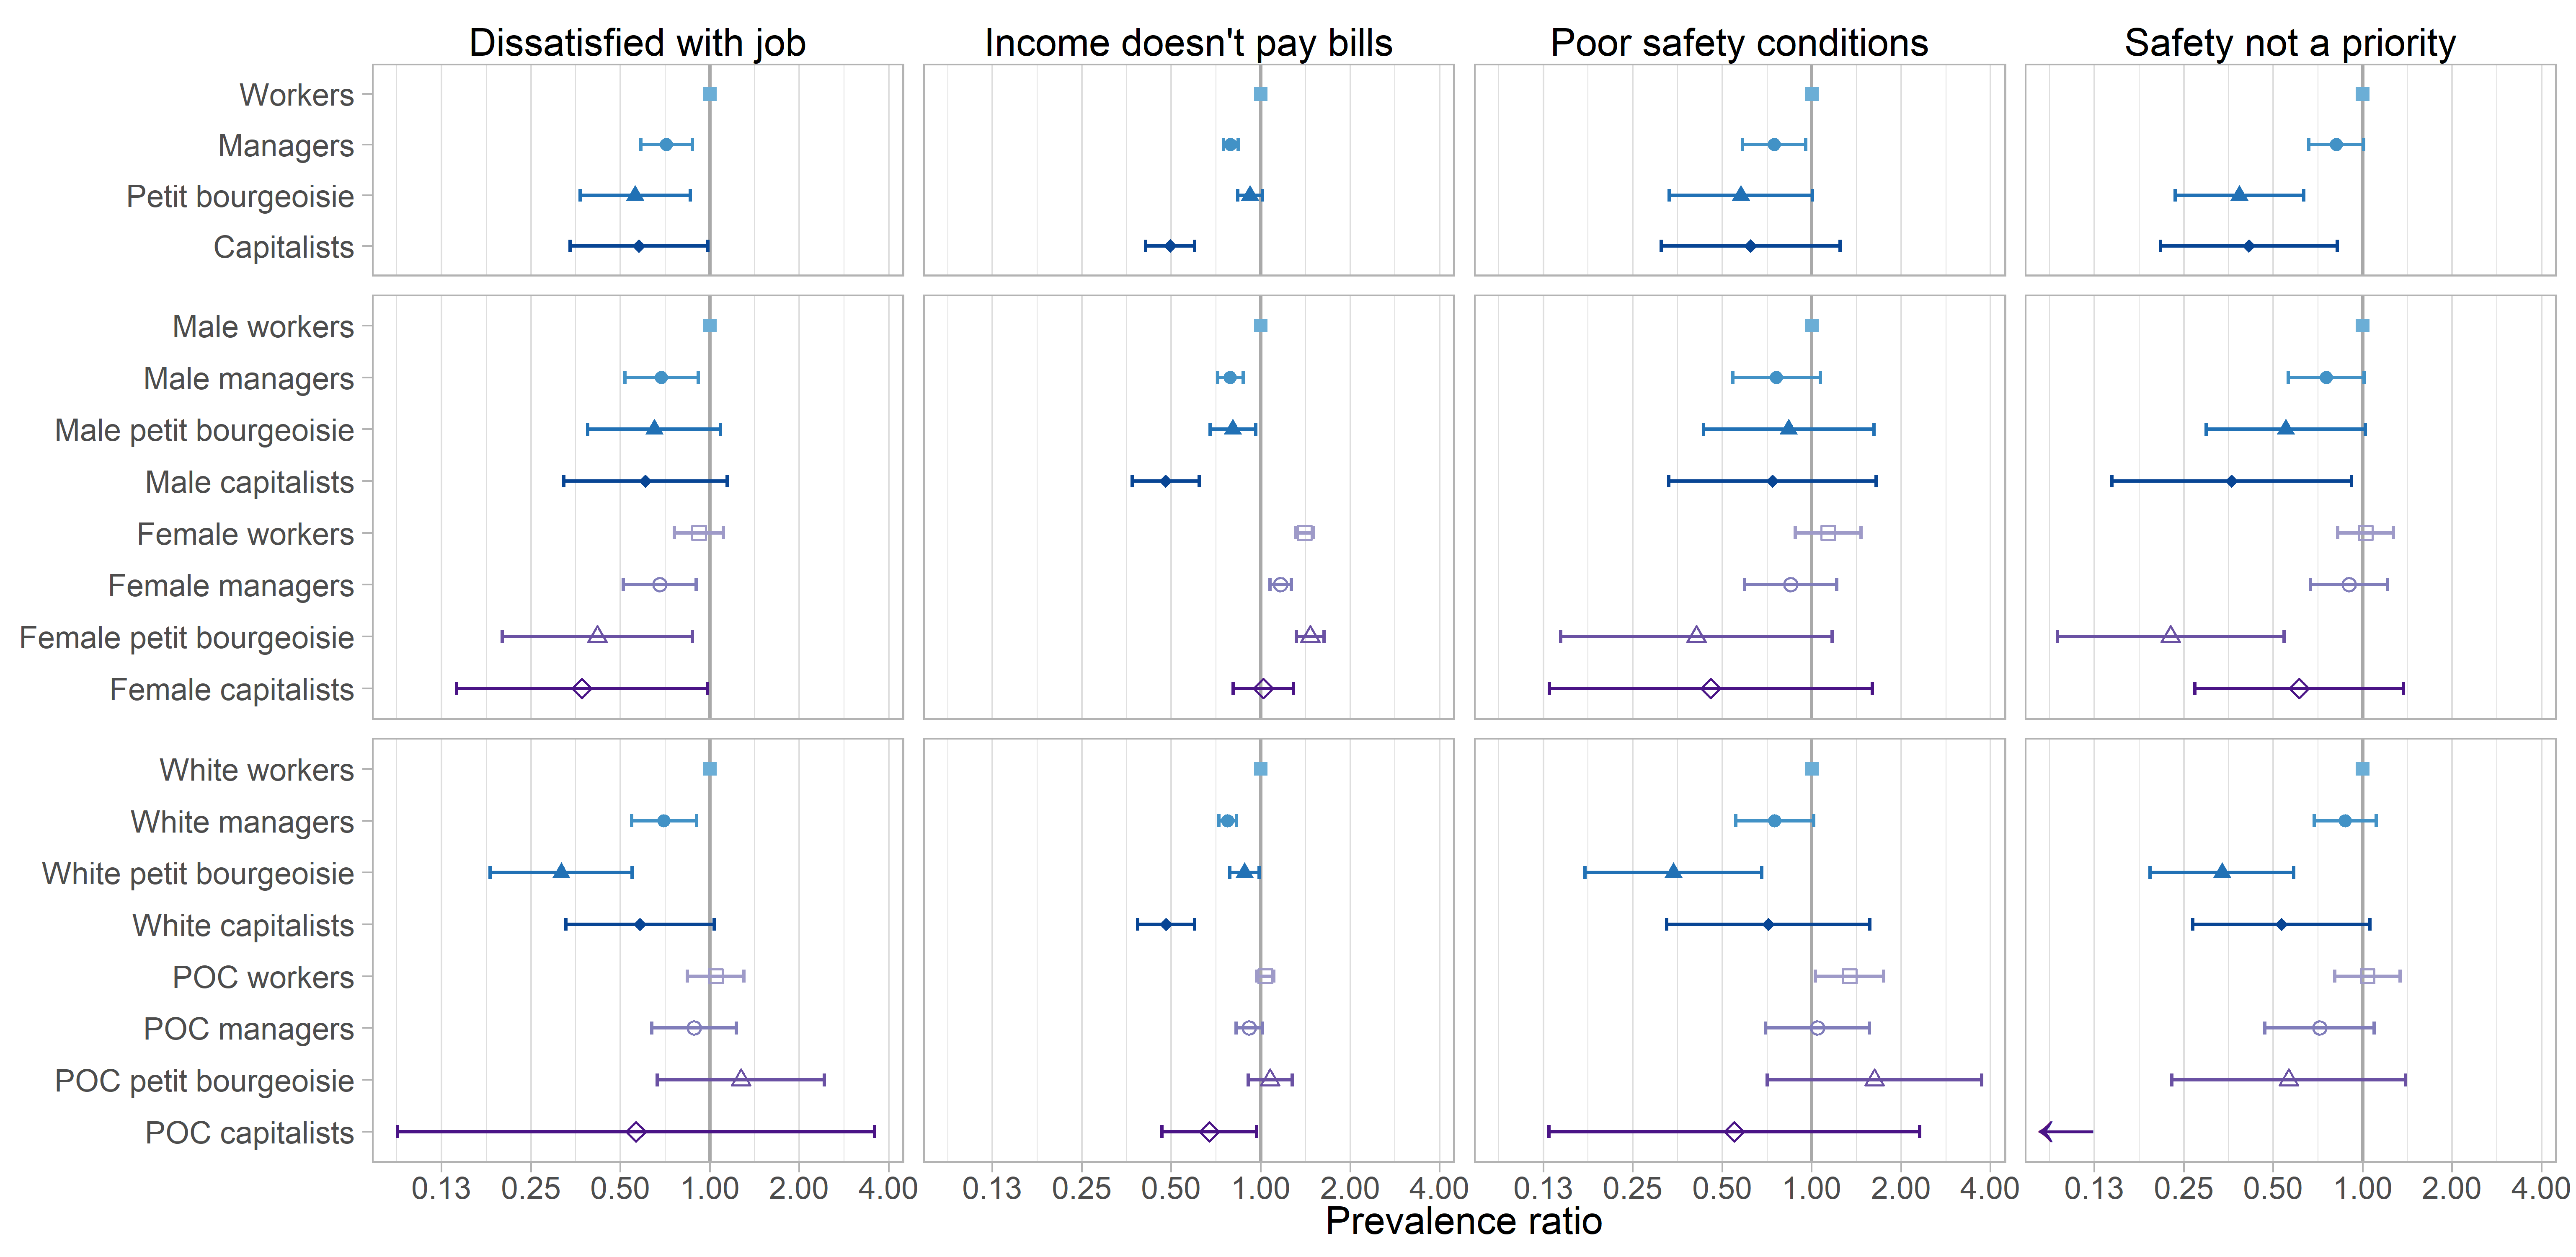 Dissatisfied with job
Income doesn't pay bills
Poor safety conditions
Safety not a priority
Workers
Managers
Petit bourgeoisie
Capitalists
Male workers
Male managers
Male petit bourgeoisie
Male capitalists
Female workers
Female managers
Female petit bourgeoisie
Female capitalists
White workers
White managers
White petit bourgeoisie
White capitalists
POC workers
POC managers
POC petit bourgeoisie
POC capitalists
0.13 0.25 0.50 1.00 2.00 4.00
0.13 0.25 0.50 1.00 2.00 4.00
0.13 0.25 0.50 1.00 2.00 4.00
0.13 0.25 0.50 1.00 2.00 4.00
Prevalence ratio